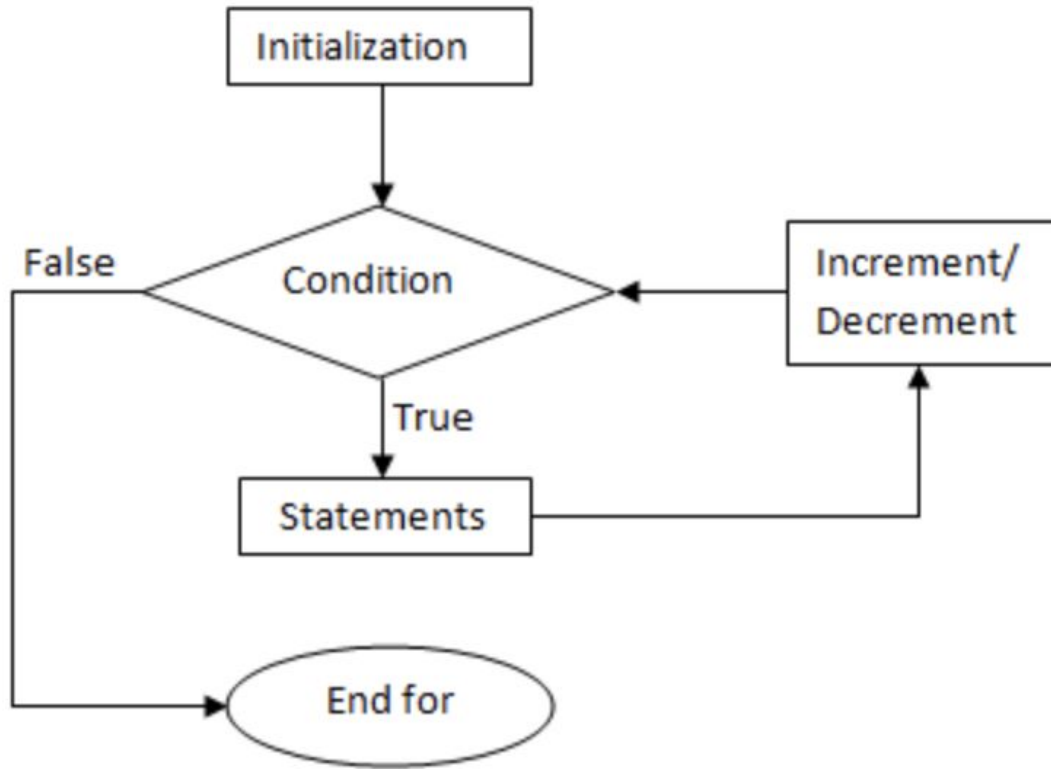 Initialization
False
Condition
Increment/
Decrement
True
Statements
End for